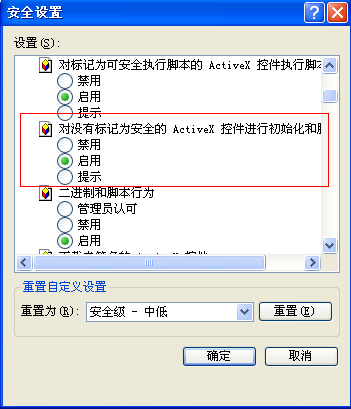 安全设置
设置(S):
对标记为可安全执行脚本的 ActiveX 控件执行脚本
禁用
启用
提示
对没有标记为安全的 ActiveX 控件进行初始化和脚
禁用
启用
提示
二进制和脚本行为
管理员认可
禁用
启用
重置自定义设置
重置为(R):
安全级 - 中低
重置(E)
确定
取消